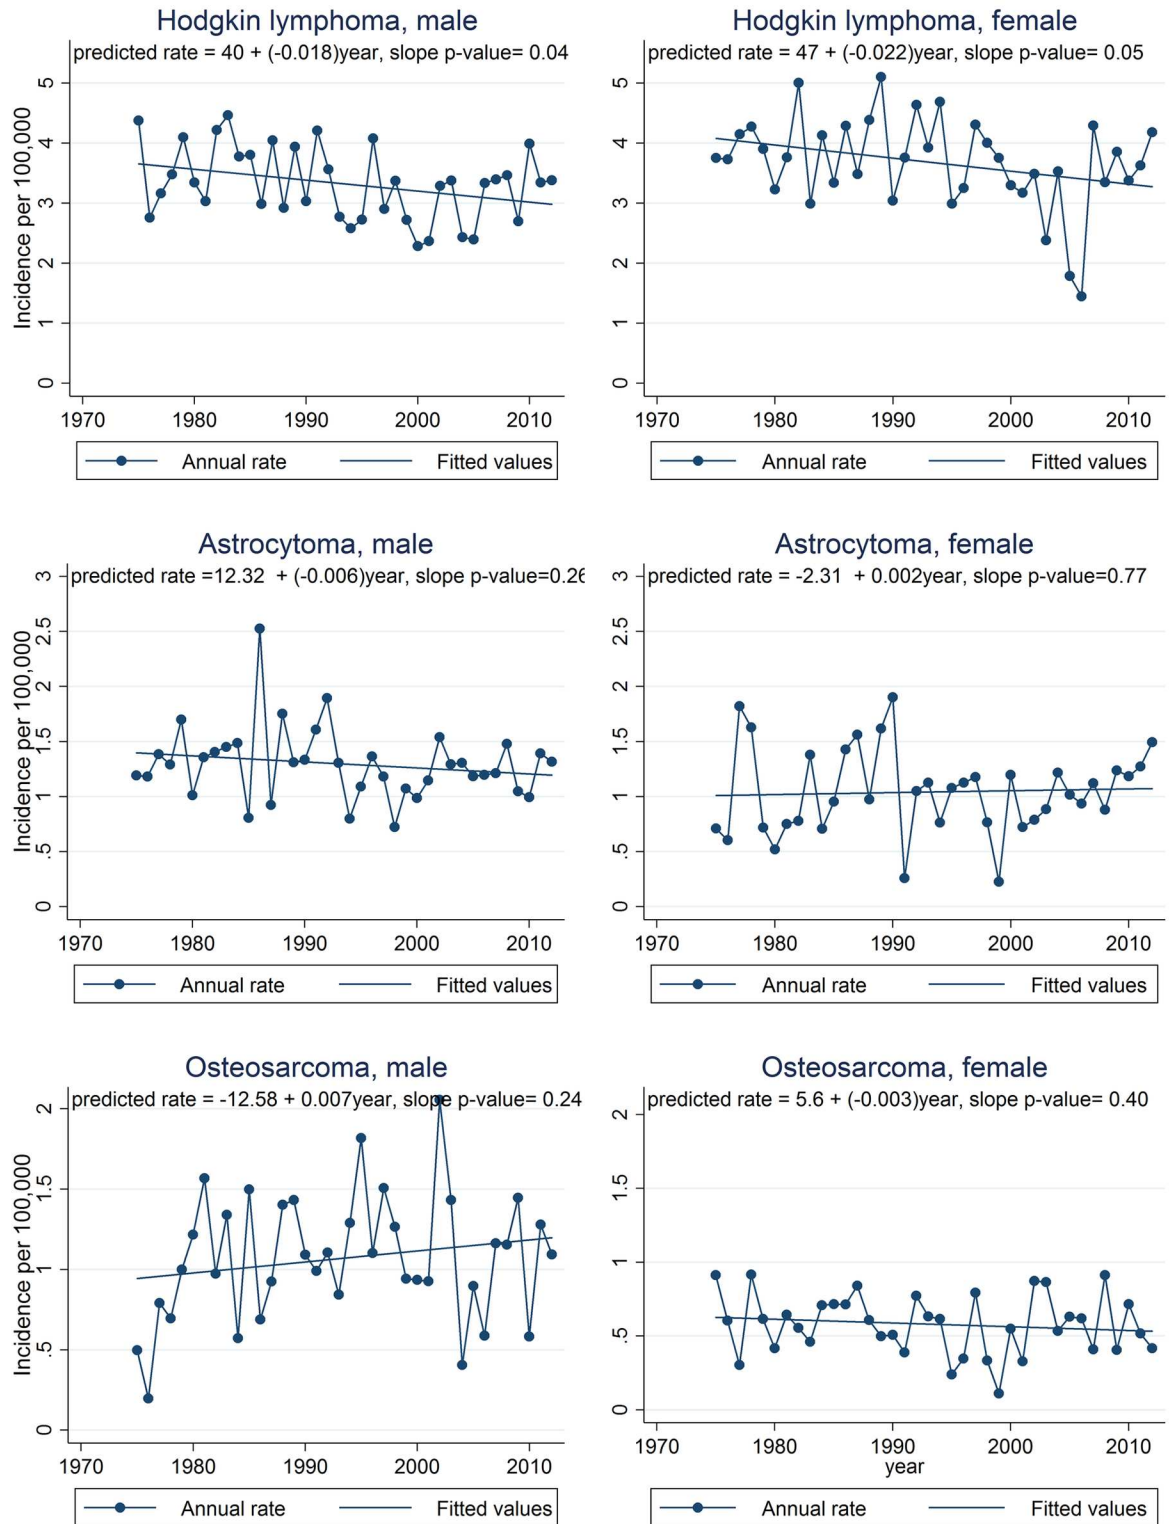 Hodgkin lymphoma, male
predicted rate = 40 + (-0.018)year, slope p-value= 0.04
Incidence per 100,000
5
4
3
2
1
0
1970 1980 1990 2000 2010
Annual rate Fitted values
Hodgkin lymphoma, female
predicted rate = 47 + (-0.022)year, slope p-value= 0.05
5
4
3
2
1
0
1970 1980 1990 2000 2010
Annual rate Fitted values
Astrocytoma, male
predicted rate =12.32 + (-0.006)year, slope p-value=0.26
Incidence per 100,000
3
2.5
2
1.5
1
.5
0
1970 1980 1990 2000 2010
Annual rate Fitted values
Astrocytoma, female
predicted rate = -2.31 + 0.002year, slope p-value=0.77
3
2.5
2
1.5
1
.5
0
1970 1980 1990 2000 2010
Annual rate Fitted values
Osteosarcoma, male
predicted rate = -12.58 + 0.007year, slope p-value= 0.24
Incidence per 100,000
2
1.5
1
.5
0
1970 1980 1990 2000 2010
Annual rate Fitted values
Osteosarcoma, female
predicted rate = 5.6 + (-0.003)year, slope p-value= 0.40
2
1.5
1
.5
0
1970 1980 1990 2000 2010
year
Annual rate Fitted values